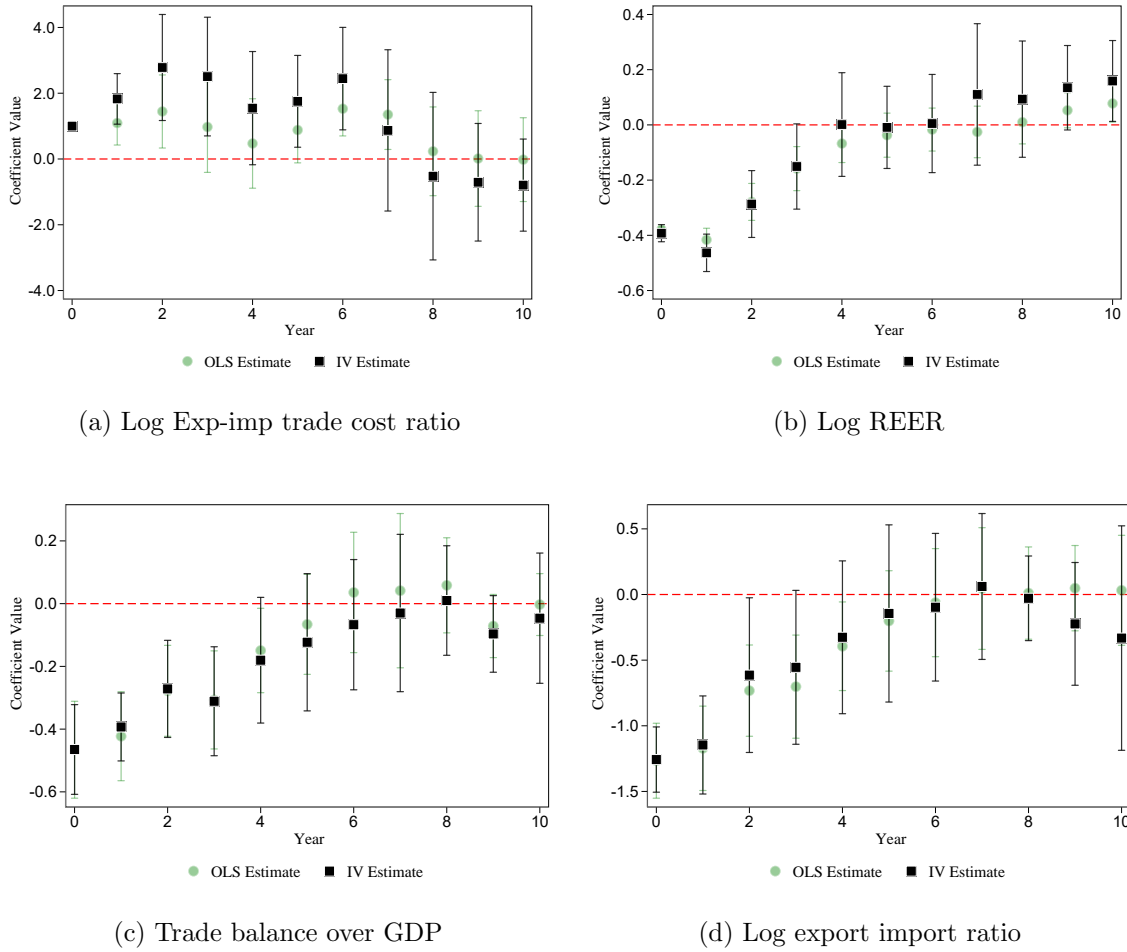 4.0
2.0
0.0
-2.0
-4.0
Coefficient Value
0 2 4 6 8 10
Year
OLS Estimate IV Estimate
(a) Log Exp-imp trade cost ratio
0.4
0.2
0.0
-0.2
-0.4
-0.6
Coefficient Value
0 2 4 6 8 10
Year
OLS Estimate IV Estimate
(b) Log REER
0.2
0.0
-0.2
-0.4
-0.6
Coefficient Value
0 2 4 6 8 10
Year
OLS Estimate IV Estimate
(c) Trade balance over GDP
0.5
0.0
-0.5
-1.0
-1.5
Coefficient Value
0 2 4 6 8 10
Year
OLS Estimate IV Estimate
(d) Log export import ratio